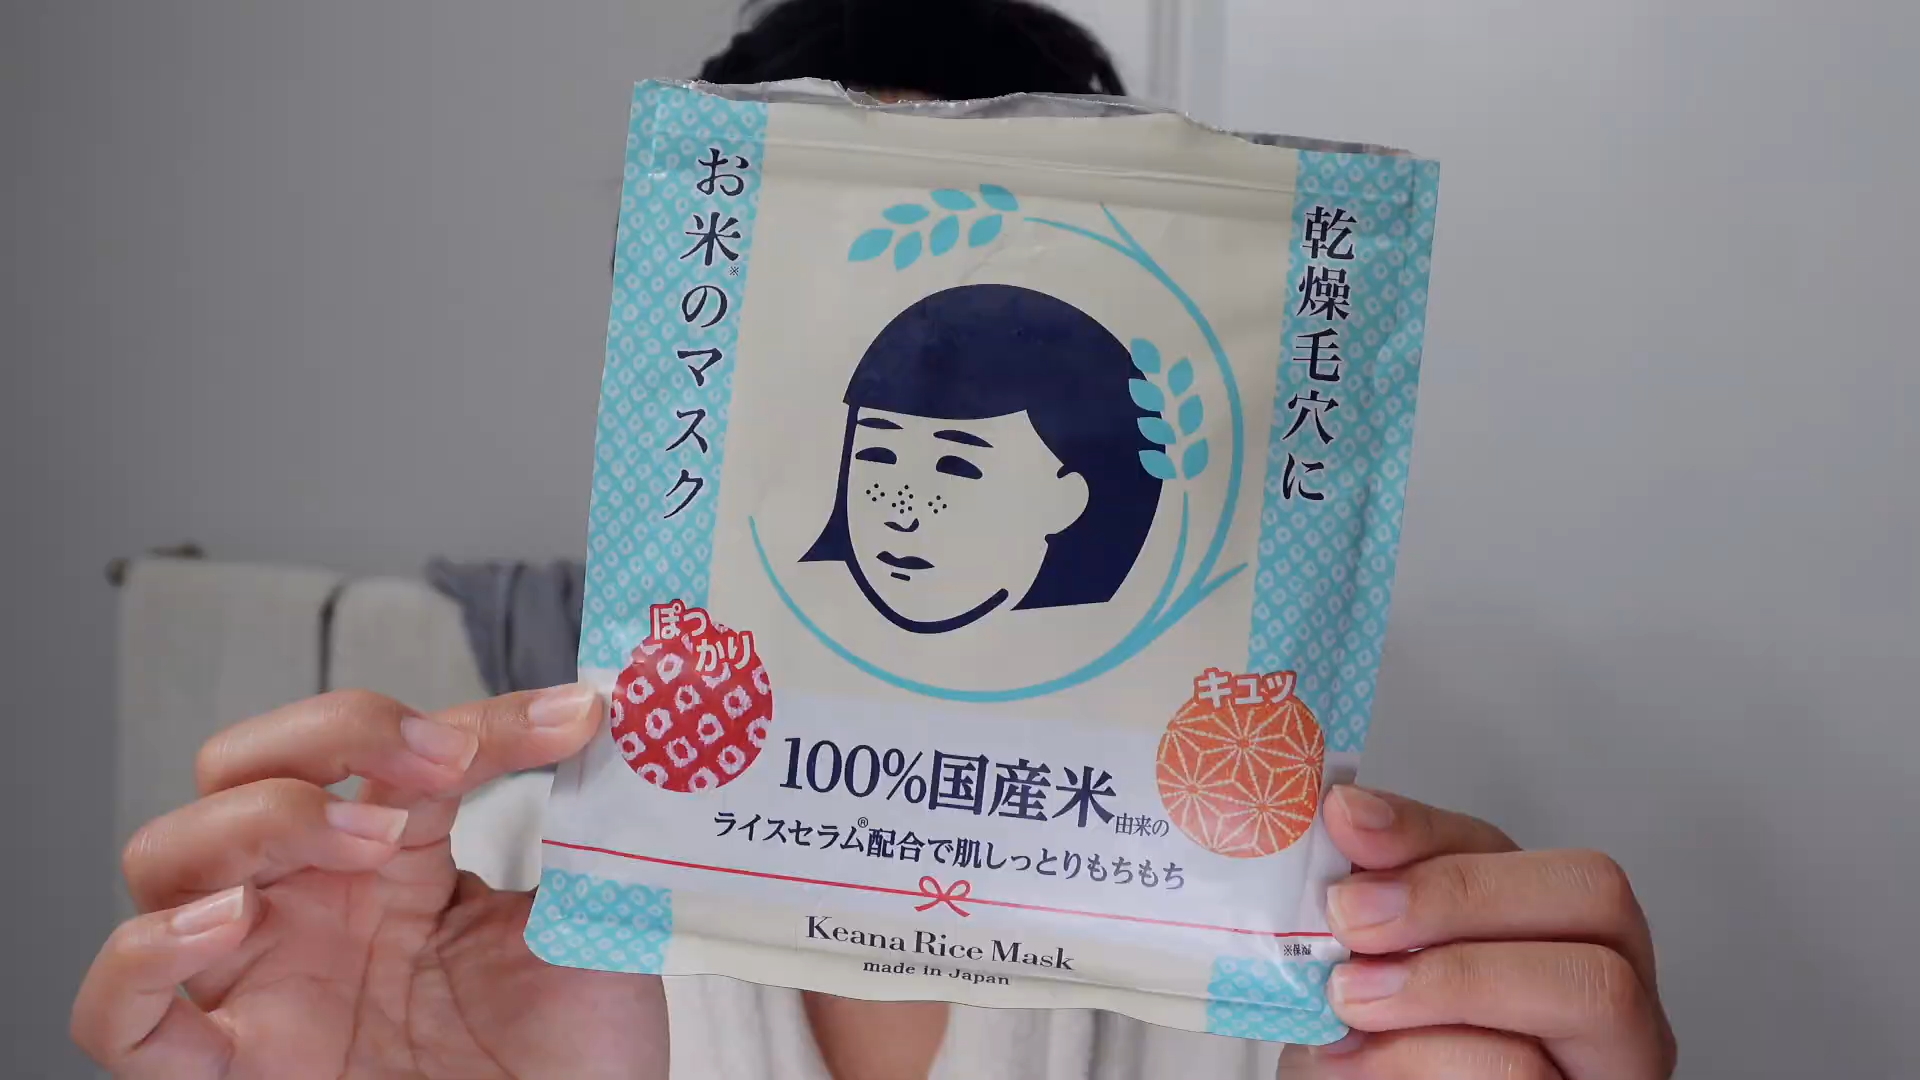 乾燥毛穴に
お米※のマスク
ぽっかり
キュッ
100%国産米由来の
ライスセラム®配合で肌しっとりもちもち
Keana Rice Mask
made in Japan
※保湿